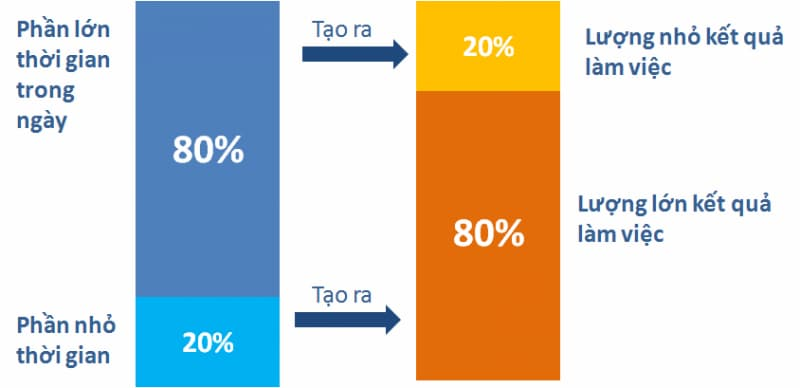 Phần lớn
thời gian
trong
ngày
80%
Tạo ra
20%
Lượng nhỏ kết quả
làm việc
80%
Lượng lớn kết quả
làm việc
Phần nhỏ
thời gian
20%
Tạo ra